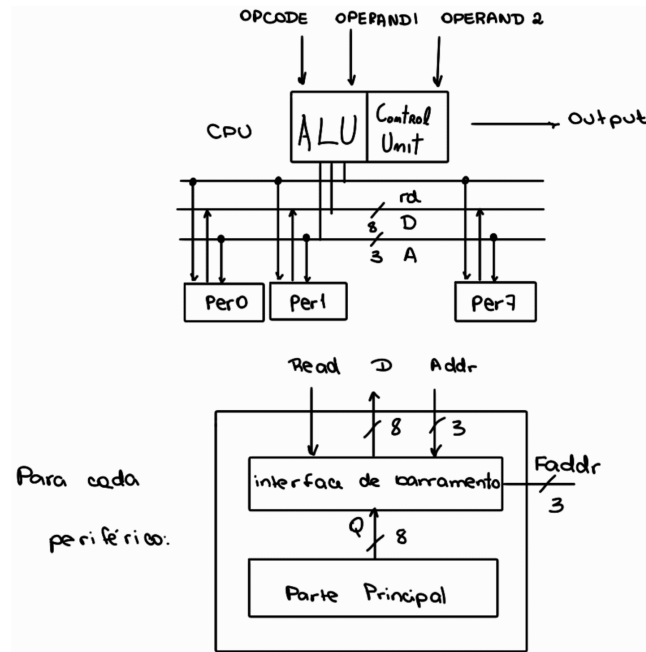 OPCODE OPERAND1 OPERAND 2
CPU ALU Control Unit Output
rd
8 D
3 A
Per0 Per1 Per7
Read D Addr
8 3
Para cada periférico:
interface de barramento
Faddr
3
Q 8
Parte Principal